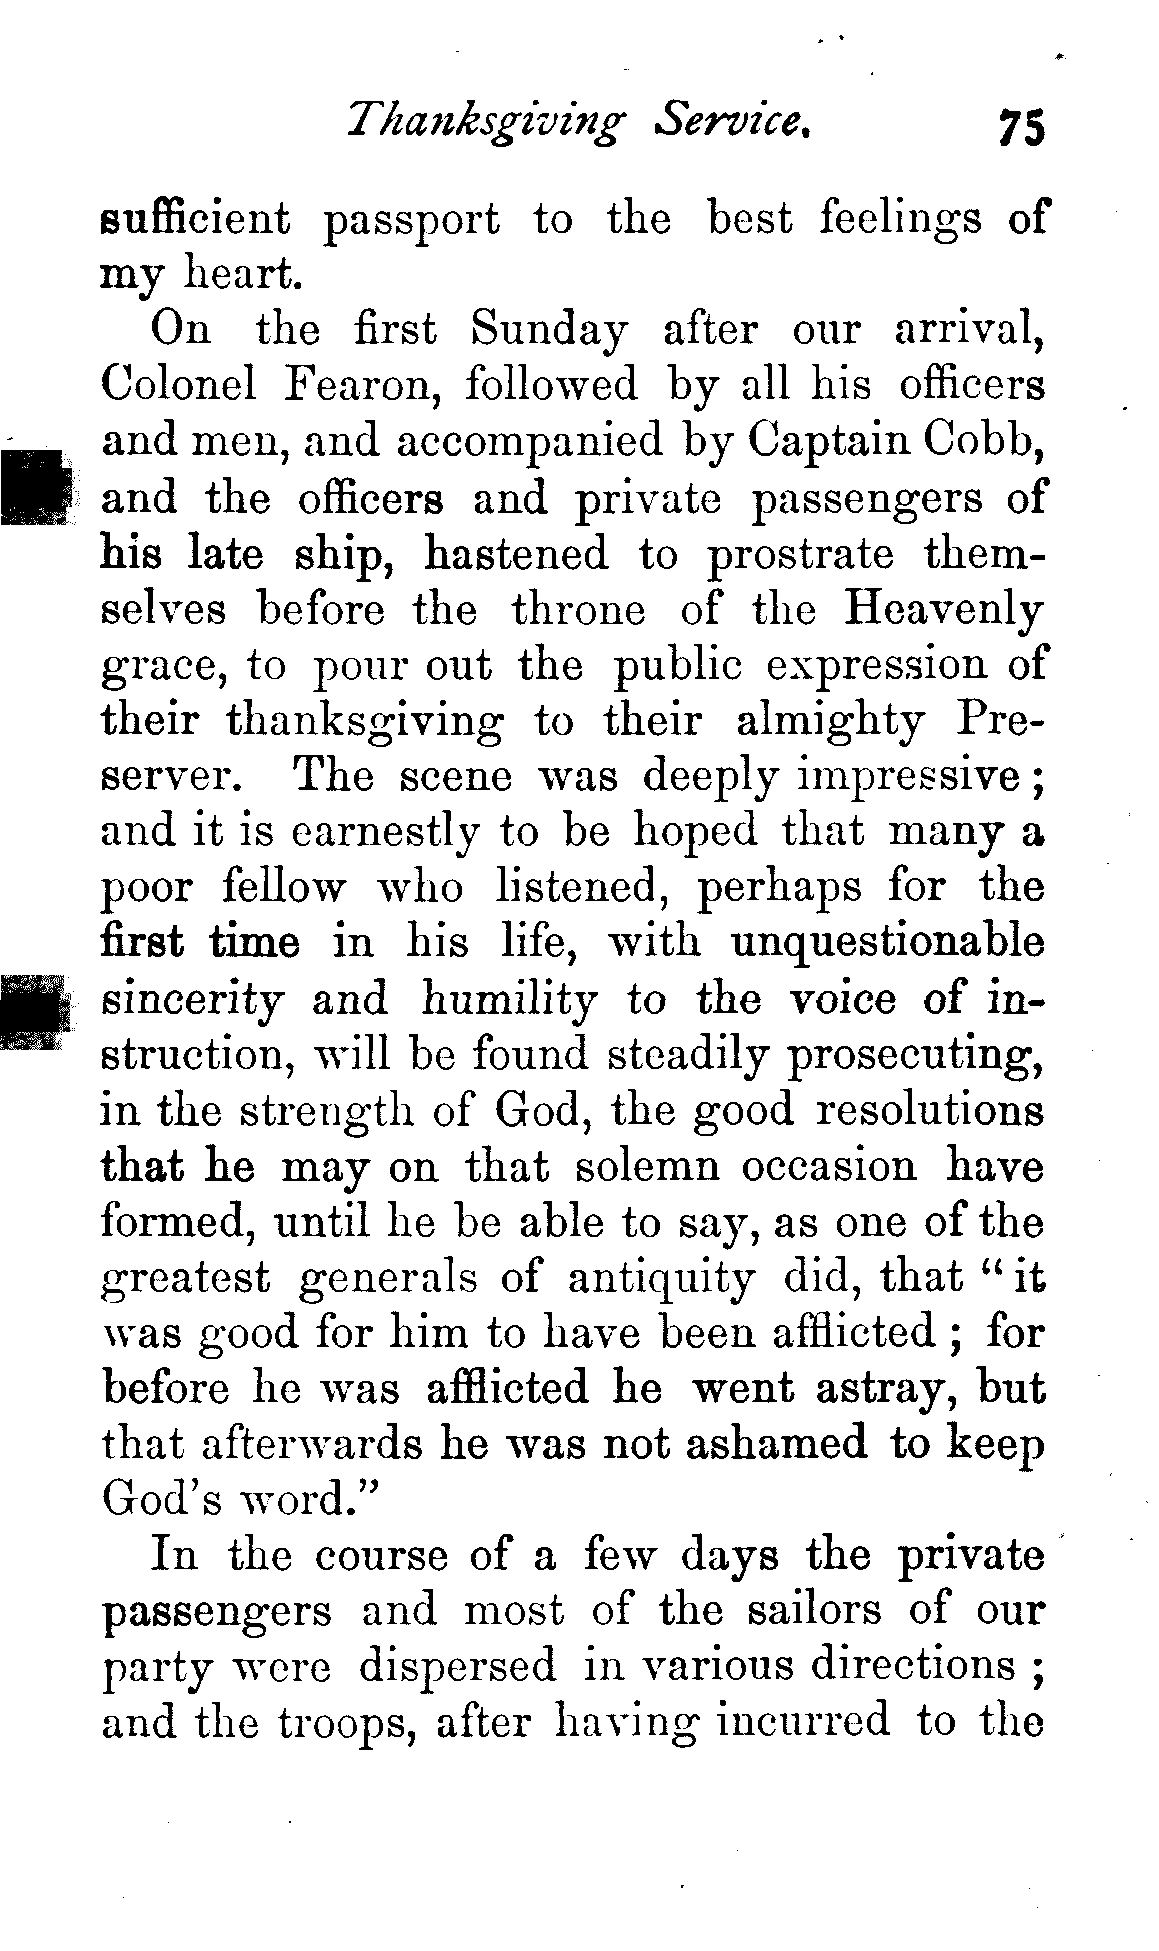 Thanksgiving Service. 75
sufficient passport to the best feelings of
my heart.
On the first Sunday after our arrival,
Colonel Fearon, followed by all his officers
and men, and accompanied by Captain Cobb,
and the officers and private passengers of
his late ship, hastened to prostrate them-
selves before the throne of the Heavenly
grace, to pour out the public expression of
their thanksgiving to their almighty Pre-
server. The scene was deeply impressive ;
and it is earnestly to be hoped that many a
poor fellow who listened, perhaps for the
first time in his life, with unquestionable
sincerity and humility to the voice of in-
struction, will be found steadily prosecuting,
in the strength of God, the good resolutions
that he may on that solemn occasion have
formed, until he be able to say, as one of the
greatest generals of antiquity did, that “ it
was good for him to have been afflicted ; for
before he was afflicted he went astray, but
that afterwards he was not ashamed to keep
God's word.”
In the course of a few days the private
passengers and most of the sailors of our
party were dispersed in various directions ;
and the troops, after having incurred to the